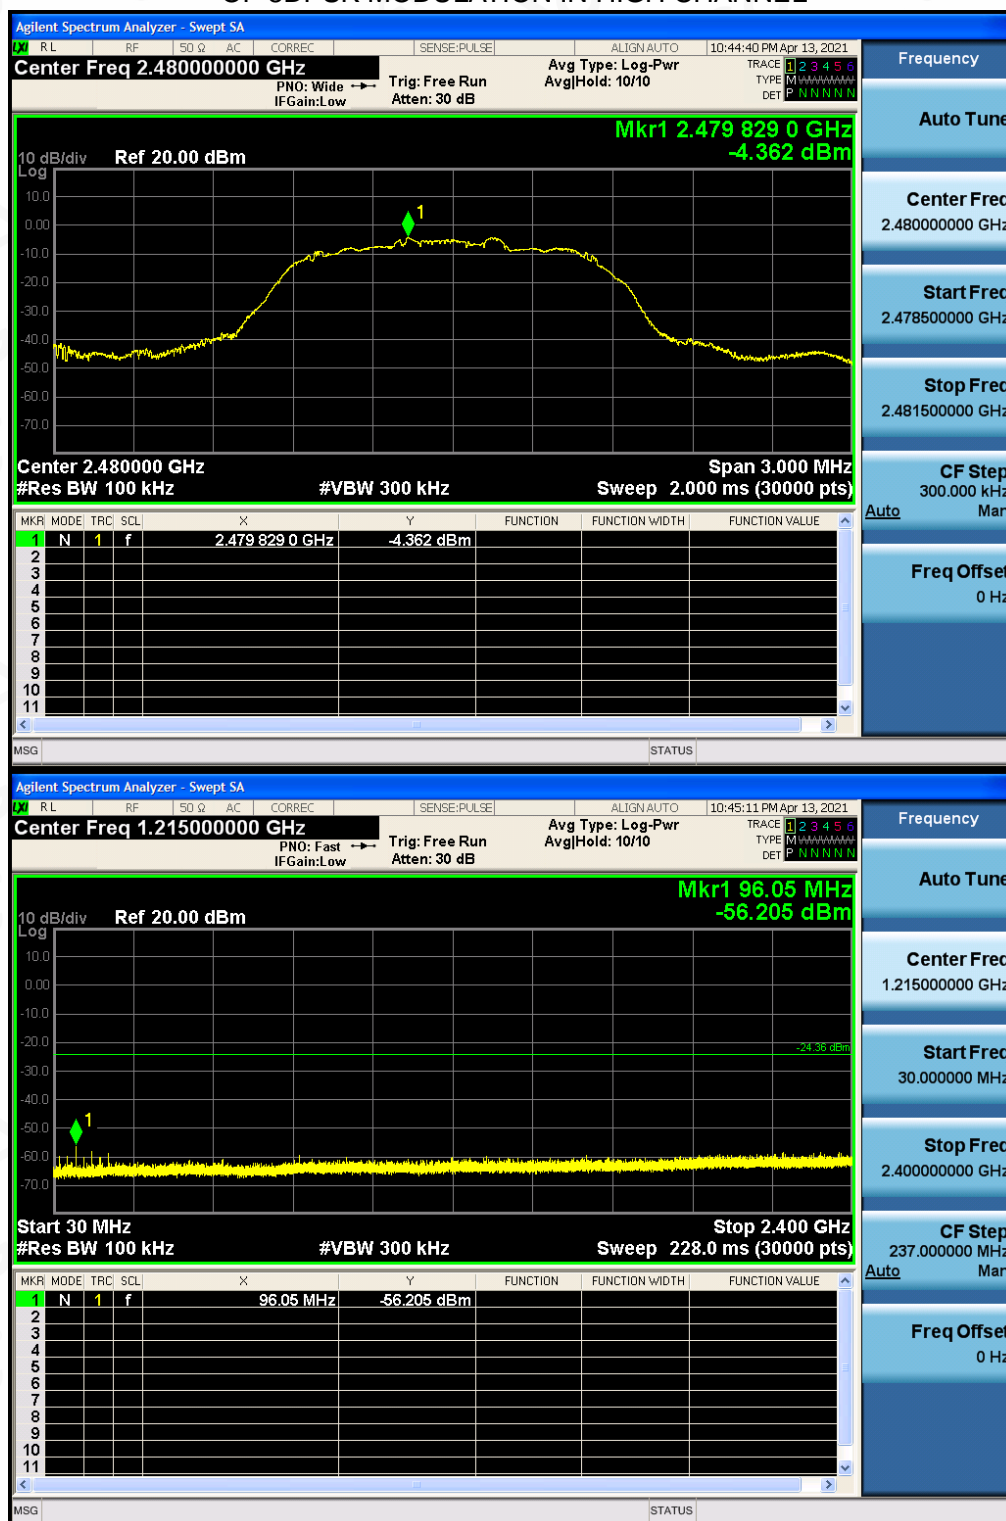 OF 8DPSK MODULATION IN HIGH CHANNEL
Agilent Spectrum Analyzer - Swept SA
LXI RL RF 50 Ω AC CORREC SENSE:PULSE ALIGN AUTO 10:44:40 PM Apr 13, 2021
Center Freq 2.480000000 GHz
PNO: Wide
IFGain:Low
Trig: Free Run
Atten: 30 dB
Avg Type: Log-Pwr
Avg|Hold: 10/10
TRACE 1 2 3 4 5 6
TYPE M
DET P N N N N N
Mkr1 2.479 829 0 GHz
-4.362 dBm
10 dB/div Ref 20.00 dBm
Log
10.0
0.00
-10.0
-20.0
-30.0
-40.0
-50.0
-60.0
-70.0
1
Center 2.480000 GHz Span 3.000 MHz
#Res BW 100 kHz #VBW 300 kHz Sweep 2.000 ms (30000 pts)
MKR MODE TRC SCL X Y FUNCTION FUNCTION WIDTH FUNCTION VALUE
1 N 1 f 2.479 829 0 GHz -4.362 dBm
2
3
4
5
6
7
8
9
10
11
MSG STATUS
Frequency
Auto Tune
Center Freq
2.480000000 GHz
Start Freq
2.478500000 GHz
Stop Freq
2.481500000 GHz
CF Step
300.000 kHz
Auto Man
Freq Offset
0 Hz
Agilent Spectrum Analyzer - Swept SA
LXI RL RF 50 Ω AC CORREC SENSE:PULSE ALIGN AUTO 10:45:11 PM Apr 13, 2021
Center Freq 1.215000000 GHz
PNO: Fast
IFGain:Low
Trig: Free Run
Atten: 30 dB
Avg Type: Log-Pwr
Avg|Hold: 10/10
TRACE 1 2 3 4 5 6
TYPE M
DET P N N N N N
Mkr1 96.05 MHz
-56.205 dBm
10 dB/div Ref 20.00 dBm
Log
10.0
0.00
-10.0
-20.0
-30.0
-40.0
-50.0
-60.0
-70.0
-24.36 dBm
1
Start 30 MHz Stop 2.400 GHz
#Res BW 100 kHz #VBW 300 kHz Sweep 228.0 ms (30000 pts)
MKR MODE TRC SCL X Y FUNCTION FUNCTION WIDTH FUNCTION VALUE
1 N 1 f 96.05 MHz -56.205 dBm
2
3
4
5
6
7
8
9
10
11
MSG STATUS
Frequency
Auto Tune
Center Freq
1.215000000 GHz
Start Freq
30.000000 MHz
Stop Freq
2.400000000 GHz
CF Step
237.000000 MHz
Auto Man
Freq Offset
0 Hz